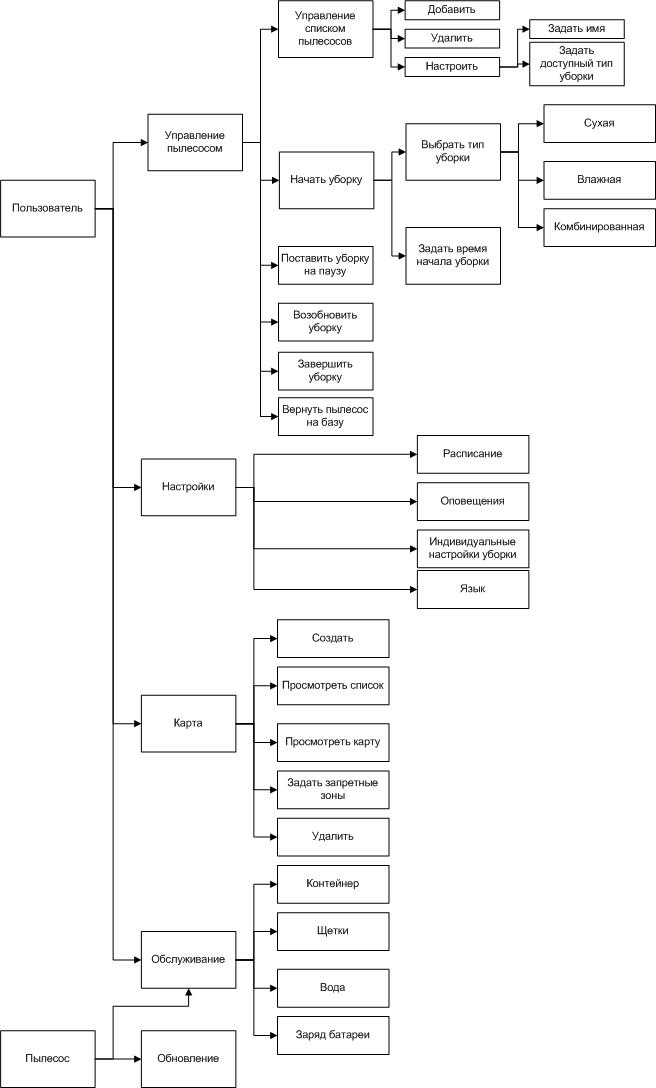 Управление
списком
пылесосов
Добавить
Удалить
Настроить
Задать имя
Задать
доступный тип
уборки
Управление
пылесосом
Пользователь
Начать уборку
Выбрать тип
уборки
Сухая
Влажная
Комбинированная
Задать время
начала уборки
Поставить уборку
на паузу
Возобновить
уборку
Завершить
уборку
Вернуть пылесос
на базу
Настройки
Расписание
Оповещения
Индивидуальные
настройки уборки
Язык
Карта
Создать
Просмотреть список
Просмотреть карту
Задать запретные
зоны
Удалить
Обслуживание
Контейнер
Щетки
Вода
Заряд батареи
Пылесос
Обновление